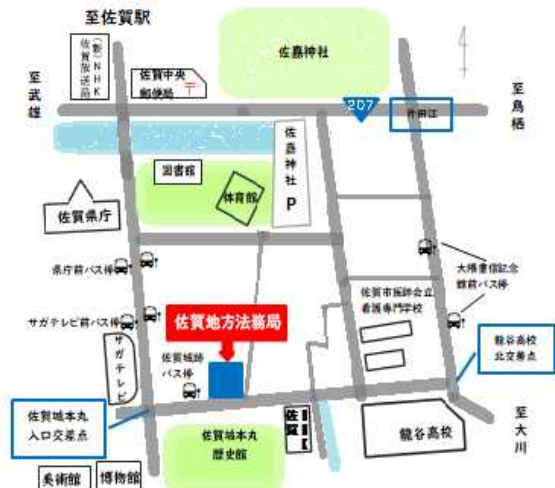 至佐賀駅
(新)NHK
佐賀放送局
佐賀中央
郵便局
〒
佐嘉神社
至武雄
至鳥栖
207
片田江
図書館
体育館
佐嘉神社
P
佐賀県庁
県庁前バス停
大隈重信記念
館前バス停
佐賀市医師会立
看護専門学校
サガテレビ前バス停
佐賀地方法務局
サガテレビ
佐賀城跡
バス停
龍谷高校
北交差点
佐賀城本丸
入口交差点
佐賀城本丸
歴史館
龍谷高校
至大川
美術館
博物館